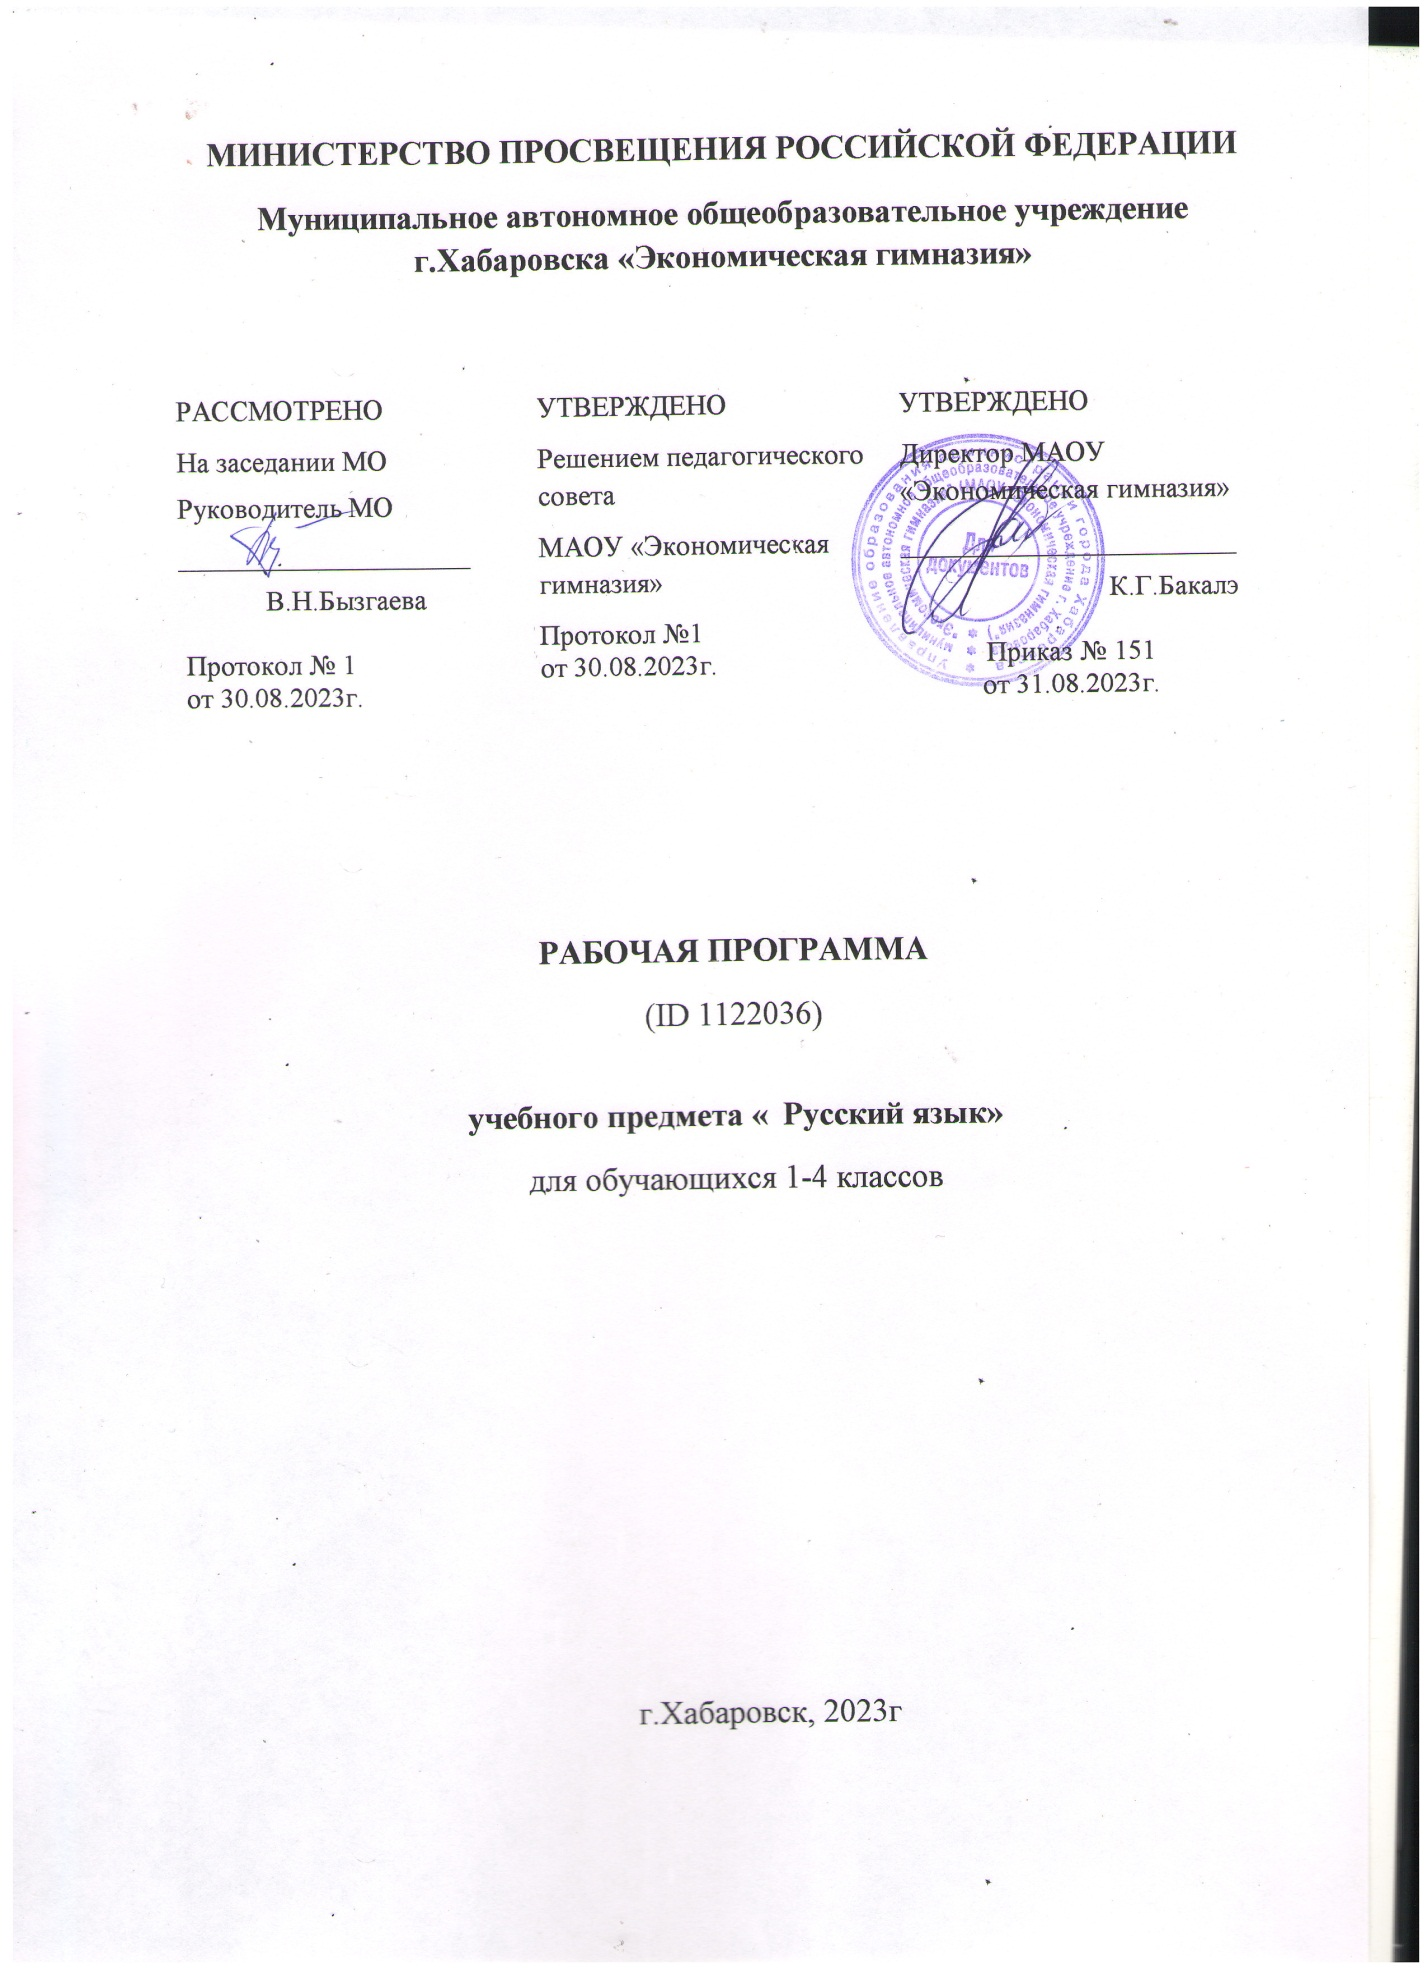 МИНИСТЕРСТВО ПРОСВЕЩЕНИЯ РОССИЙСКОЙ ФЕДЕРАЦИИ
Муниципальное автономное общеобразовательное учреждение
г.Хабаровска «Экономическая гимназия»
РАССМОТРЕНО
На заседании МО
Руководитель МО
В.Н.Бызгаева
Протокол № 1
от 30.08.2023г.
УТВЕРЖДЕНО
Решением педагогического
совета
МАОУ «Экономическая
гимназия»
Протокол №1
от 30.08.2023г.
УТВЕРЖДЕНО
Директор МАОУ
«Экономическая гимназия»
К.Г.Бакалэ
Приказ № 151
от 31.08.2023г.
Для
документов
РАБОЧАЯ ПРОГРАММА
(ID 1122036)
учебного предмета « Русский язык»
для обучающихся 1-4 классов
г.Хабаровск, 2023г